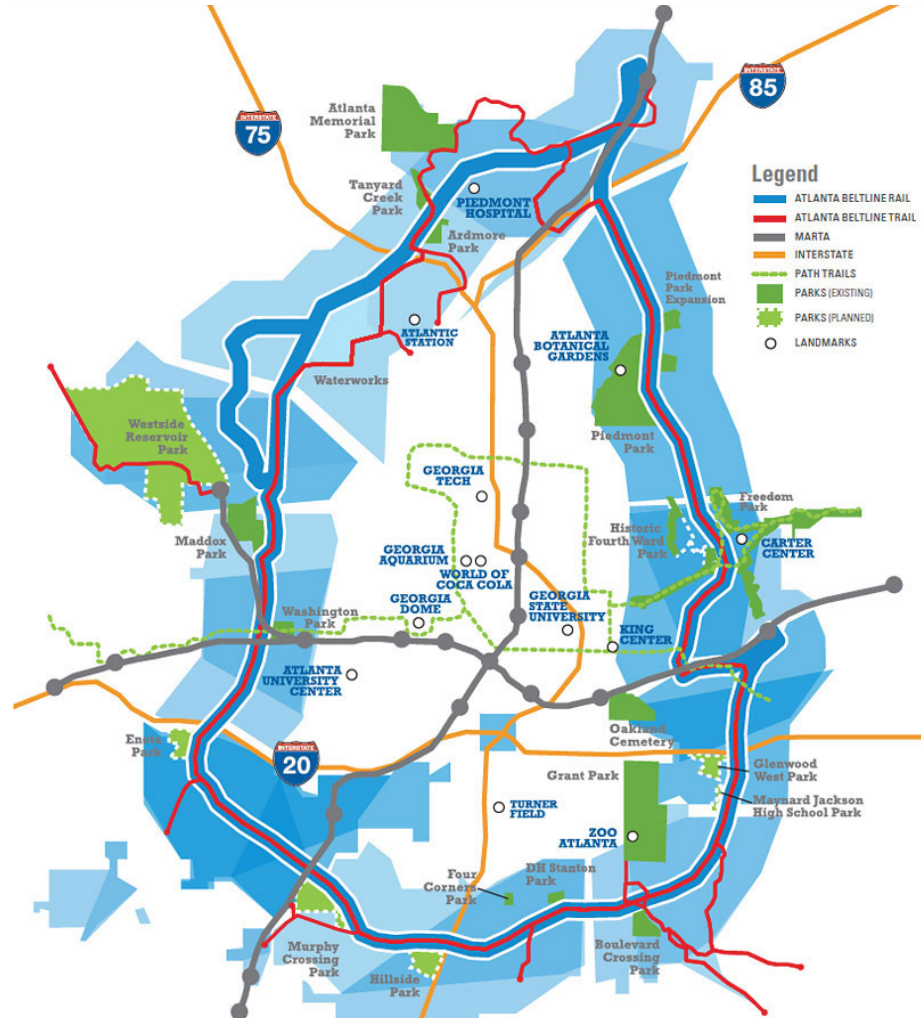 INTERSTATE
85
INTERSTATE
75
Atlanta
Memorial
Park
Tanyard
Creek
Park
PIEDMONT
HOSPITAL
Ardmore
Park
Legend
ATLANTA BELTLINE RAIL
ATLANTA BELTLINE TRAIL
MARTA
INTERSTATE
PATH TRAILS
PARKS (EXISTING)
PARKS (PLANNED)
LANDMARKS
Piedmont
Park
Expansion
ATLANTIC
STATION
ATLANTA
BOTANICAL
GARDENS
Waterworks
Westside
Reservoir
Park
Piedmont
Park
GEORGIA
TECH
Freedom
Park
Historic
Fourth Ward
Park
CARTER
CENTER
Maddox
Park
GEORGIA
AQUARIUM
WORLD OF
COCA COLA
GEORGIA
DOME
GEORGIA
STATE
UNIVERSITY
Washington
Park
KING
CENTER
ATLANTA
UNIVERSITY
CENTER
Oakland
Cemetery
Enota
Park
INTERSTATE
20
Grant Park
Glenwood
West Park
Maynard Jackson
High School Park
TURNER
FIELD
ZOO
ATLANTA
Four
Corners
Park
DH Stanton
Park
Murphy
Crossing
Park
Hillside
Park
Boulevard
Crossing
Park